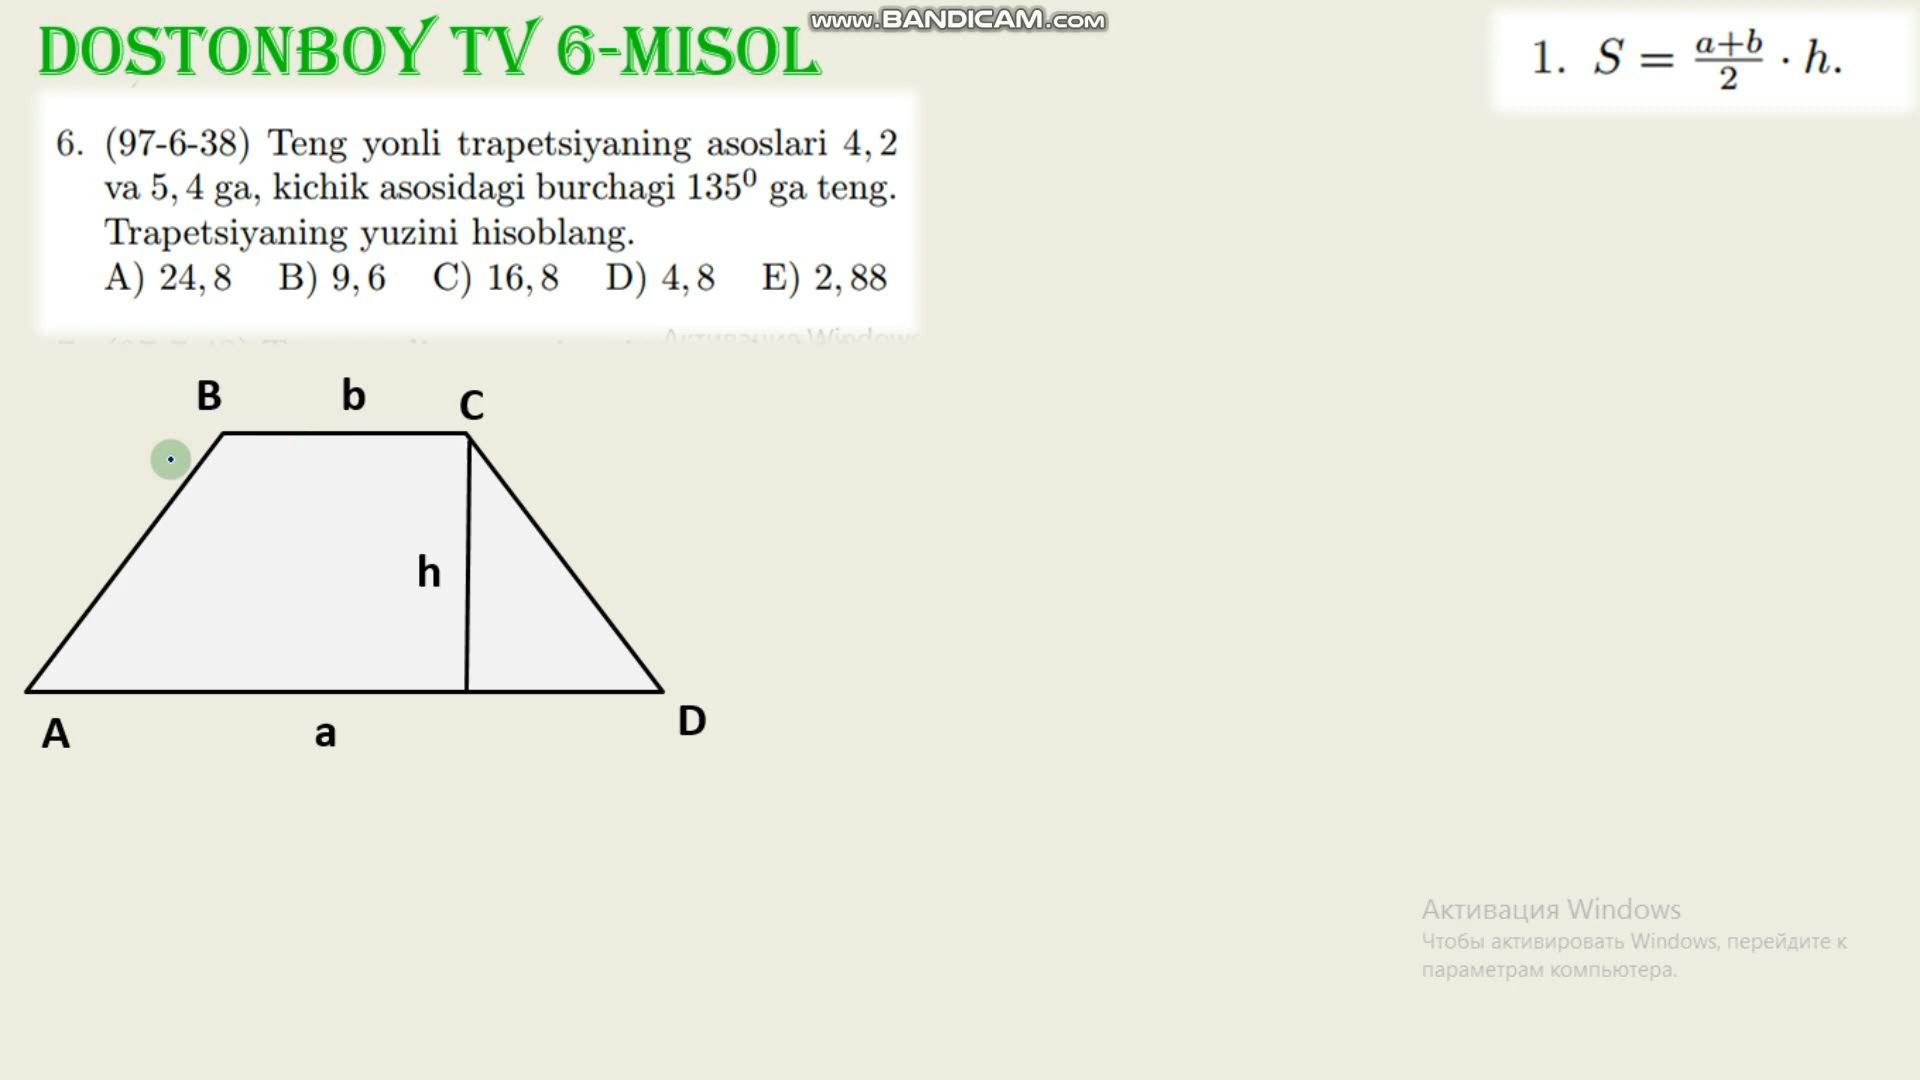 www.BANDICAM.com
DOSTONBOY TV 6-MISOL
1. S = \frac{a+b}{2} · h.
6. (97-6-38) Teng yonli trapetsiyaning asoslari 4, 2
va 5, 4 ga, kichik asosidagi burchagi 135⁰ ga teng.
Trapetsiyaning yuzini hisoblang.
A) 24, 8 B) 9, 6 C) 16, 8 D) 4, 8 E) 2, 88
B b C
h
A a D
Активация Windows
Чтобы активировать Windows, перейдите к
параметрам компьютера.